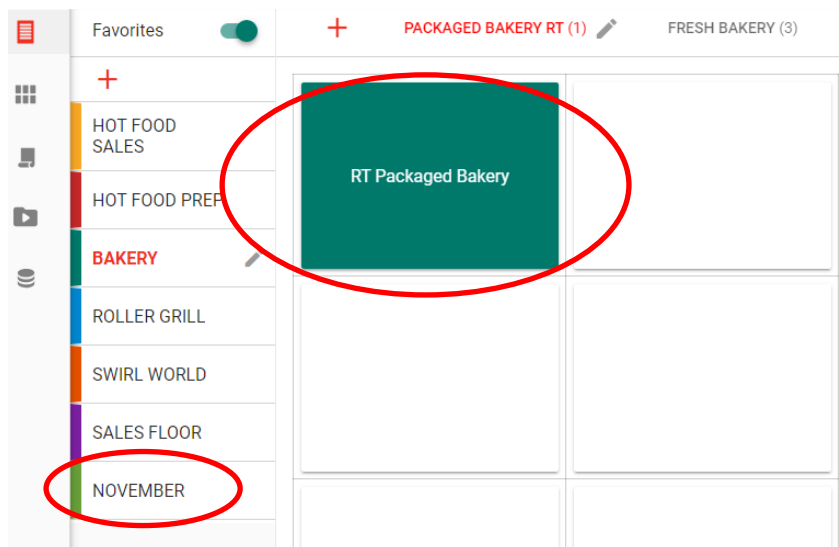 Favorites
PACKAGED BAKERY RT (1)
FRESH BAKERY (3)
HOT FOOD
SALES
HOT FOOD PREP
BAKERY
ROLLER GRILL
SWIRL WORLD
SALES FLOOR
NOVEMBER
RT Packaged Bakery